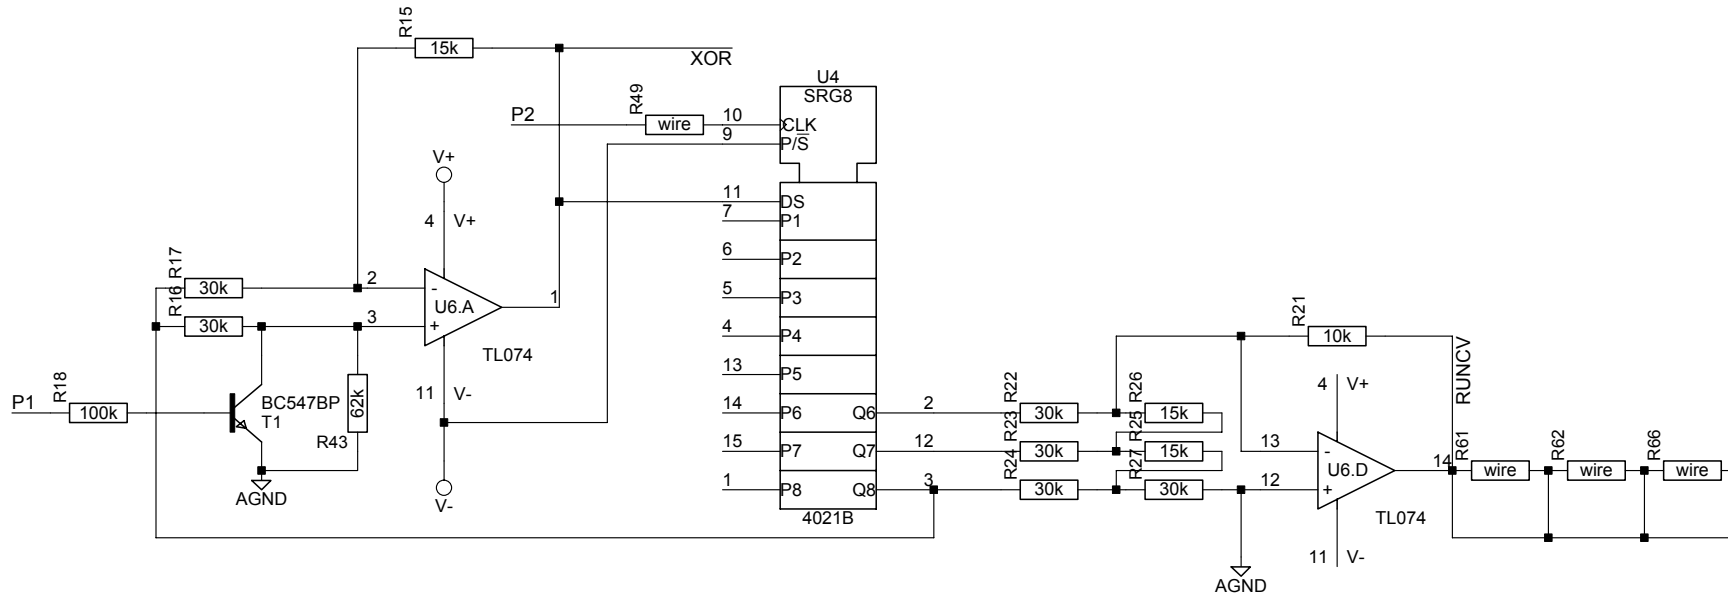 R15
15k
XOR
U4
SRG8
P2
R49
wire
10
CLK
9
P/S
V+
4
V+
11
DS
7
P1
6
P2
5
P3
4
P4
13
P5
14
P6
Q6
2
15
P7
Q7
12
1
P8
Q8
3
4021B
R17
30k
2
-
U6.A
1
R16
30k
3
+
TL074
11
V-
V-
P1
R18
100k
BC547BP
T1
62k
R43
AGND
R22
30k
R26
15k
R23
30k
R25
15k
R24
30k
R27
30k
R21
10k
RUNCV
4
V+
13
-
U6.D
14
12
+
TL074
11
V-
AGND
R61
wire
R62
wire
R66
wire